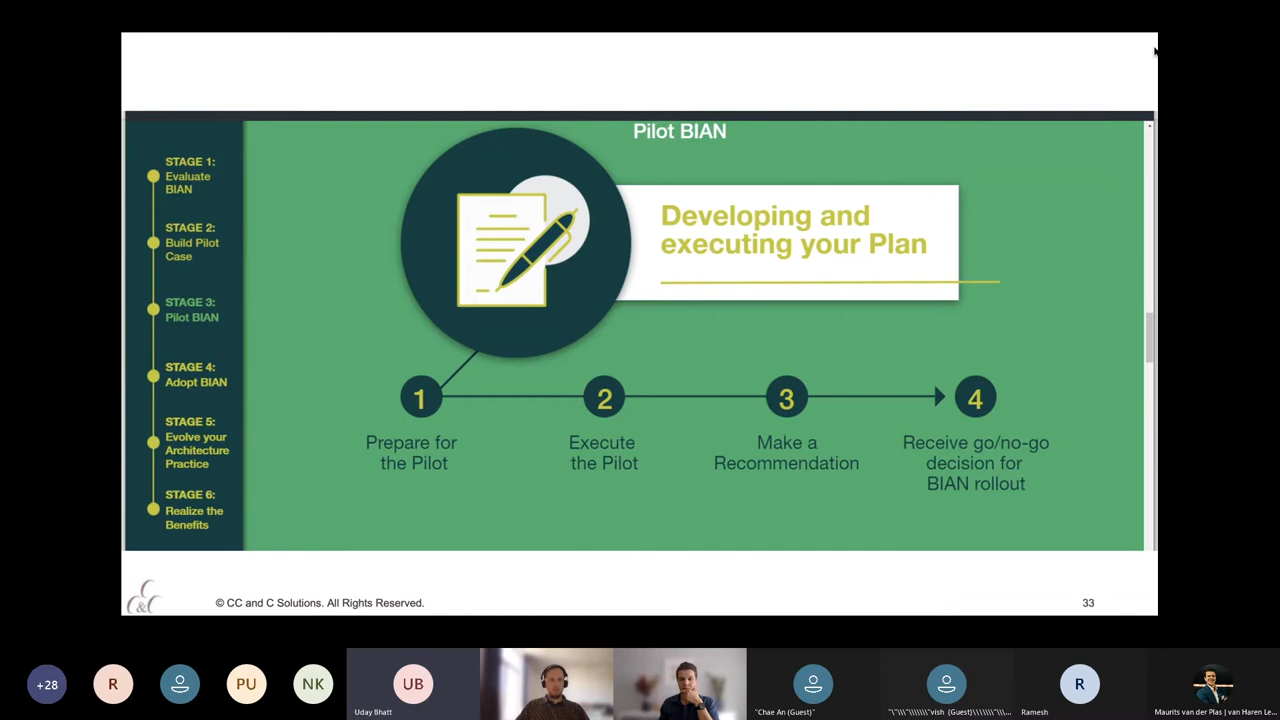 Pilot BIAN
STAGE 1:
Evaluate
BIAN
STAGE 2:
Build Pilot
Case
STAGE 3:
Pilot BIAN
STAGE 4:
Adopt BIAN
STAGE 5:
Evolve your
Architecture
Practice
STAGE 6:
Realize the
Benefits
Developing and
executing your Plan
1
2
3
4
Prepare for
the Pilot
Execute
the Pilot
Make a
Recommendation
Receive go/no-go
decision for
BIAN rollout
C
C&C
© CC and C Solutions. All Rights Reserved.
33
+28
R
PU
NK
UB
Uday Bhatt
"Chae An (Guest)"
"\"\\\"\\\\\\\"vish (Guest)\\\\\\\"\\...
R
Ramesh
Maurits van der Plas | van Haren Le...